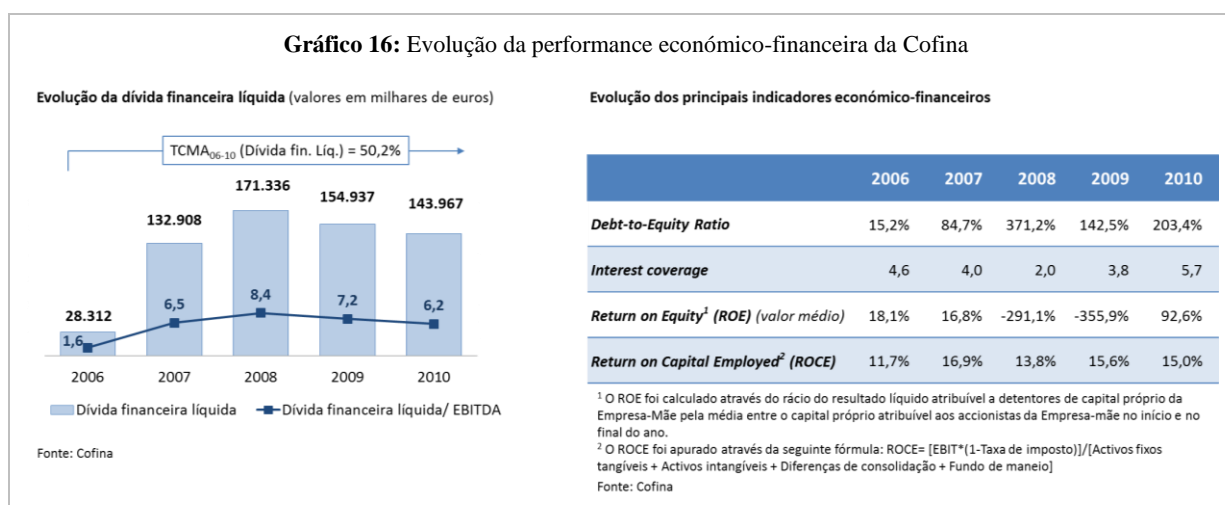 Gráfico 16: Evolução da performance económico-financeira da Cofina
Evolução da dívida financeira líquida (valores em milhares de euros)
TCMA06-10 (Dívida fin. Líq.) = 50,2%
171.336
154.937
143.967
132.908
28.312
1,6
6,5
8,4
7,2
6,2
2006 2007 2008 2009 2010
Dívida financeira líquida Dívida financeira líquida/ EBITDA
Fonte: Cofina
Evolução dos principais indicadores económico-financeiros
2006 2007 2008 2009 2010
Debt-to-Equity Ratio 15,2% 84,7% 371,2% 142,5% 203,4%
Interest coverage 4,6 4,0 2,0 3,8 5,7
Return on Equity¹ (ROE) (valor médio) 18,1% 16,8% -291,1% -355,9% 92,6%
Return on Capital Employed² (ROCE) 11,7% 16,9% 13,8% 15,6% 15,0%
¹ O ROE foi calculado através do rácio do resultado líquido atribuível a detentores de capital próprio da
Empresa-Mãe pela média entre o capital próprio atribuível aos accionistas da Empresa-mãe no início e no
final do ano.
² O ROCE foi apurado através da seguinte fórmula: ROCE= [EBIT*(1-Taxa de imposto)]/[Activos fixos
tangíveis + Activos intangíveis + Diferenças de consolidação + Fundo de maneio]
Fonte: Cofina